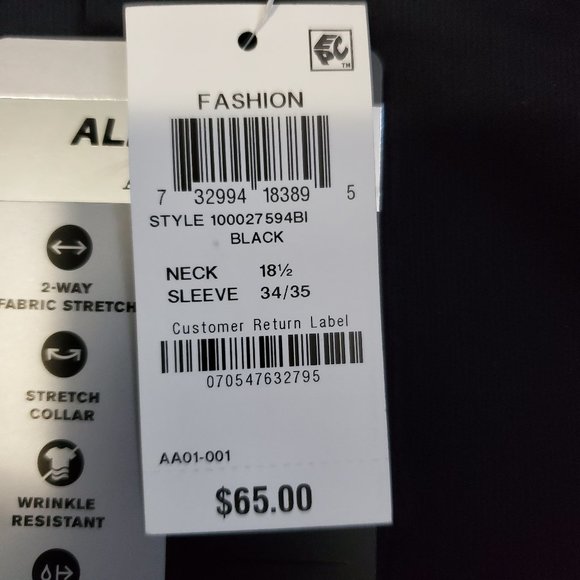 EPC TM
FASHION
7 32994 18389 5
STYLE 100027594BI
BLACK
NECK 18½
SLEEVE 34/35
Customer Return Label
070547632795
AA01-001
$65.00
2-WAY
FABRIC STRETCH
STRETCH
COLLAR
WRINKLE
RESISTANT